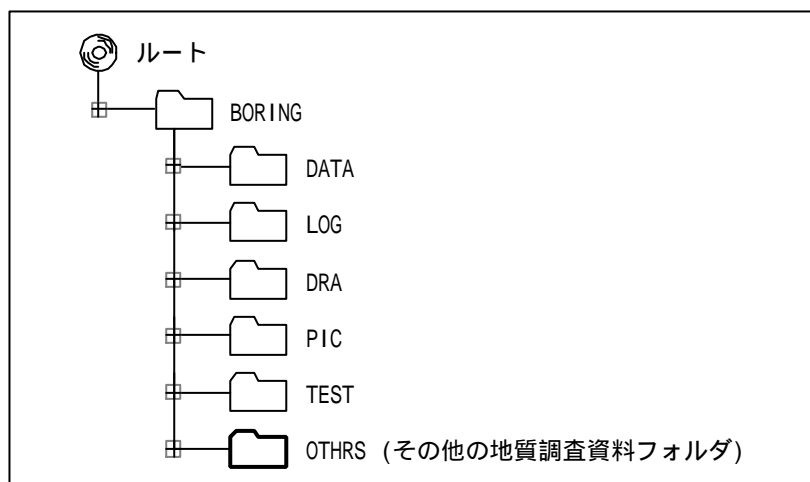 ルート
BORING
DATA
LOG
DRA
PIC
TEST
OTHRS (その他の地質調査資料フォルダ)